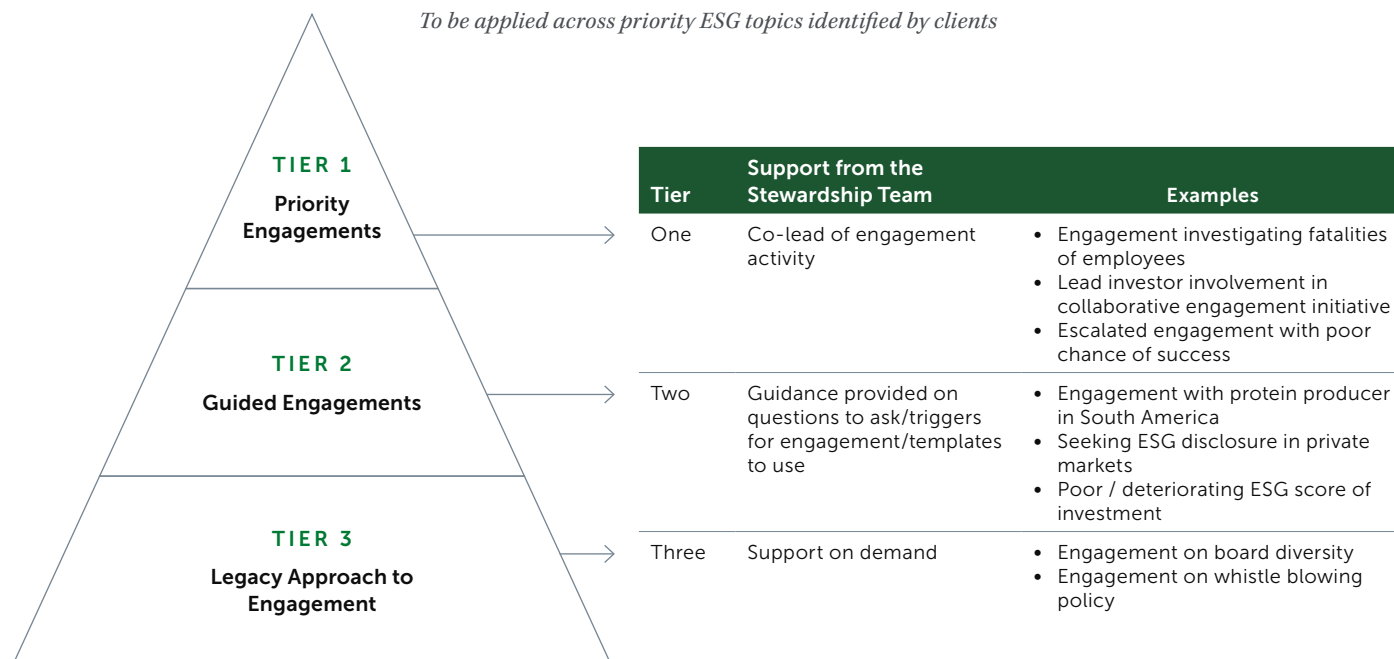 To be applied across priority ESG topics identified by clients
TIER 1
Priority
Engagements
TIER 2
Guided Engagements
TIER 3
Legacy Approach to
Engagement
Tier
Support from the
Stewardship Team
Examples
One
Co-lead of engagement
activity
• Engagement investigating fatalities
of employees
• Lead investor involvement in
collaborative engagement initiative
• Escalated engagement with poor
chance of success
Two
Guidance provided on
questions to ask/triggers
for engagement/templates
to use
• Engagement with protein producer
in South America
• Seeking ESG disclosure in private
markets
• Poor / deteriorating ESG score of
investment
Three
Support on demand
• Engagement on board diversity
• Engagement on whistle blowing
policy